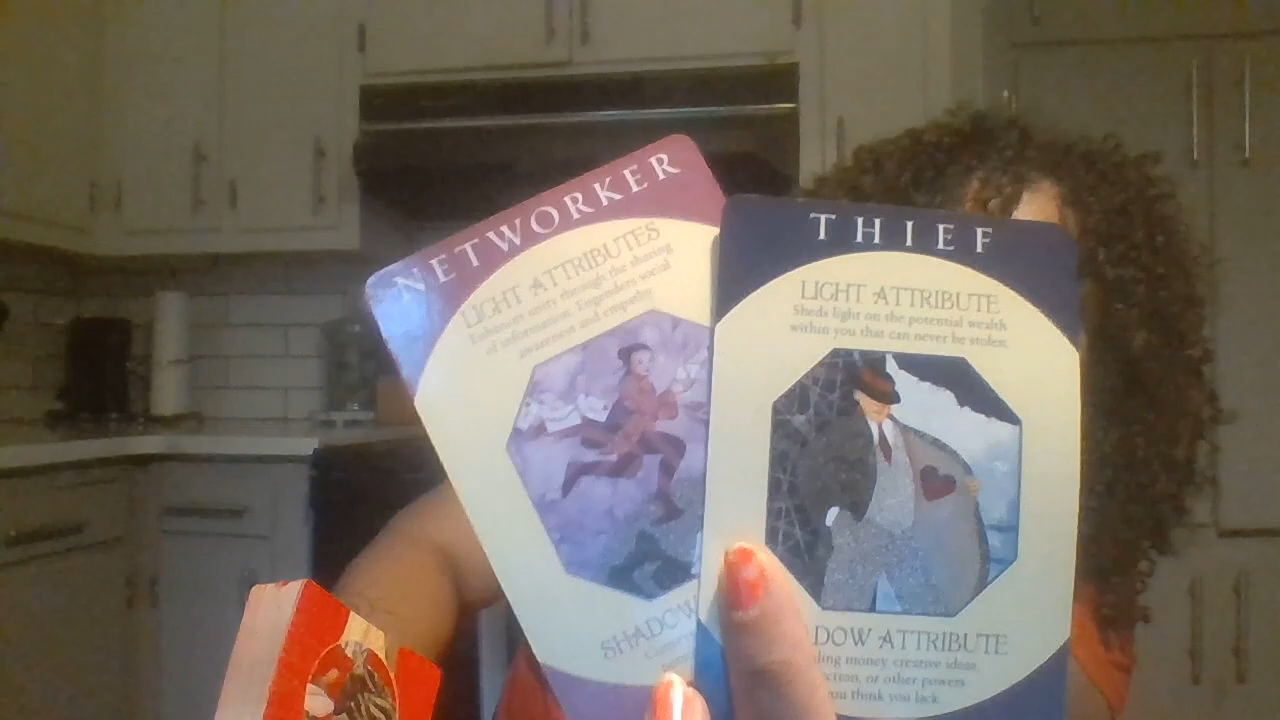 NETWORKER
LIGHT ATTRIBUTES
Enhances unity through the sharing
of information. Engenders social
awareness and empathy
SHADOW
THIEF
LIGHT ATTRIBUTE
Sheds light on the potential wealth
within you that can never be stolen.
DOW ATTRIBUTE
ling money creative ideas,
ction, or other powers
you think you lack